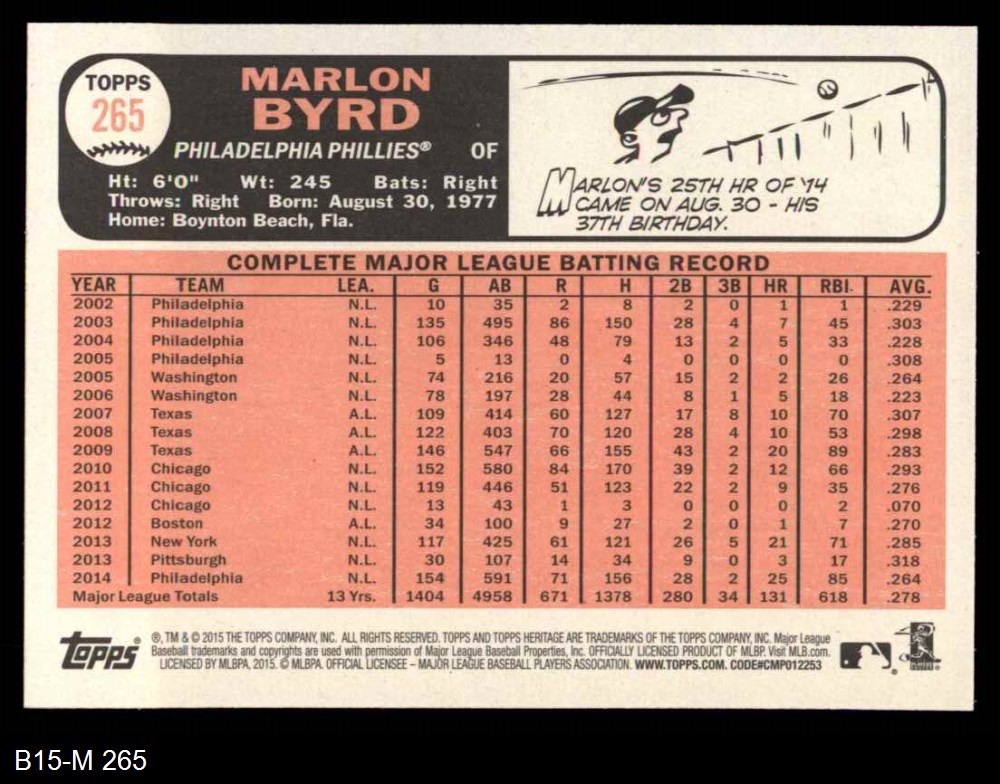 TOPPS
265
MARLON
BYRD
PHILADELPHIA PHILLIES® OF
Ht: 6'0" Wt: 245 Bats: Right
Throws: Right Born: August 30, 1977
Home: Boynton Beach, Fla.
MARLON'S 25TH HR OF '14
CAME ON AUG. 30 - HIS
37TH BIRTHDAY.
COMPLETE MAJOR LEAGUE BATTING RECORD
YEAR TEAM LEA. G AB R H 2B 3B HR RBI. AVG.
2002 Philadelphia N.L. 10 35 2 8 2 0 1 1 .229
2003 Philadelphia N.L. 135 495 86 150 28 4 7 45 .303
2004 Philadelphia N.L. 106 346 48 79 13 2 5 33 .228
2005 Philadelphia N.L. 5 13 0 4 0 0 0 0 .308
2005 Washington N.L. 74 216 20 57 15 2 2 26 .264
2006 Washington N.L. 78 197 28 44 8 1 5 18 .223
2007 Texas A.L. 109 414 60 127 17 8 10 70 .307
2008 Texas A.L. 122 403 70 120 28 4 10 53 .298
2009 Texas A.L. 146 547 66 155 43 2 20 89 .283
2010 Chicago N.L. 152 580 84 170 39 2 12 66 .293
2011 Chicago N.L. 119 446 51 123 22 2 9 35 .276
2012 Chicago N.L. 13 43 1 3 0 0 0 2 .070
2012 Boston A.L. 34 100 9 27 2 0 1 7 .270
2013 New York N.L. 117 425 61 121 26 5 21 71 .285
2013 Pittsburgh N.L. 30 107 14 34 9 0 3 17 .318
2014 Philadelphia N.L. 154 591 71 156 28 2 25 85 .264
Major League Totals 13 Yrs. 1404 4958 671 1378 280 34 131 618 .278
Topps®
®, TM & © 2015 THE TOPPS COMPANY, INC. ALL RIGHTS RESERVED. TOPPS AND TOPPS HERITAGE ARE TRADEMARKS OF THE TOPPS COMPANY, INC. Major League
Baseball trademarks and copyrights are used with permission of Major League Baseball Properties, Inc. OFFICIALLY LICENSED PRODUCT OF MLBP. Visit MLB.com.
LICENSED BY MLBPA, 2015. © MLBPA. OFFICIAL LICENSEE – MAJOR LEAGUE BASEBALL PLAYERS ASSOCIATION. WWW.TOPPS.COM. CODE#CMP012253
B15-M 265